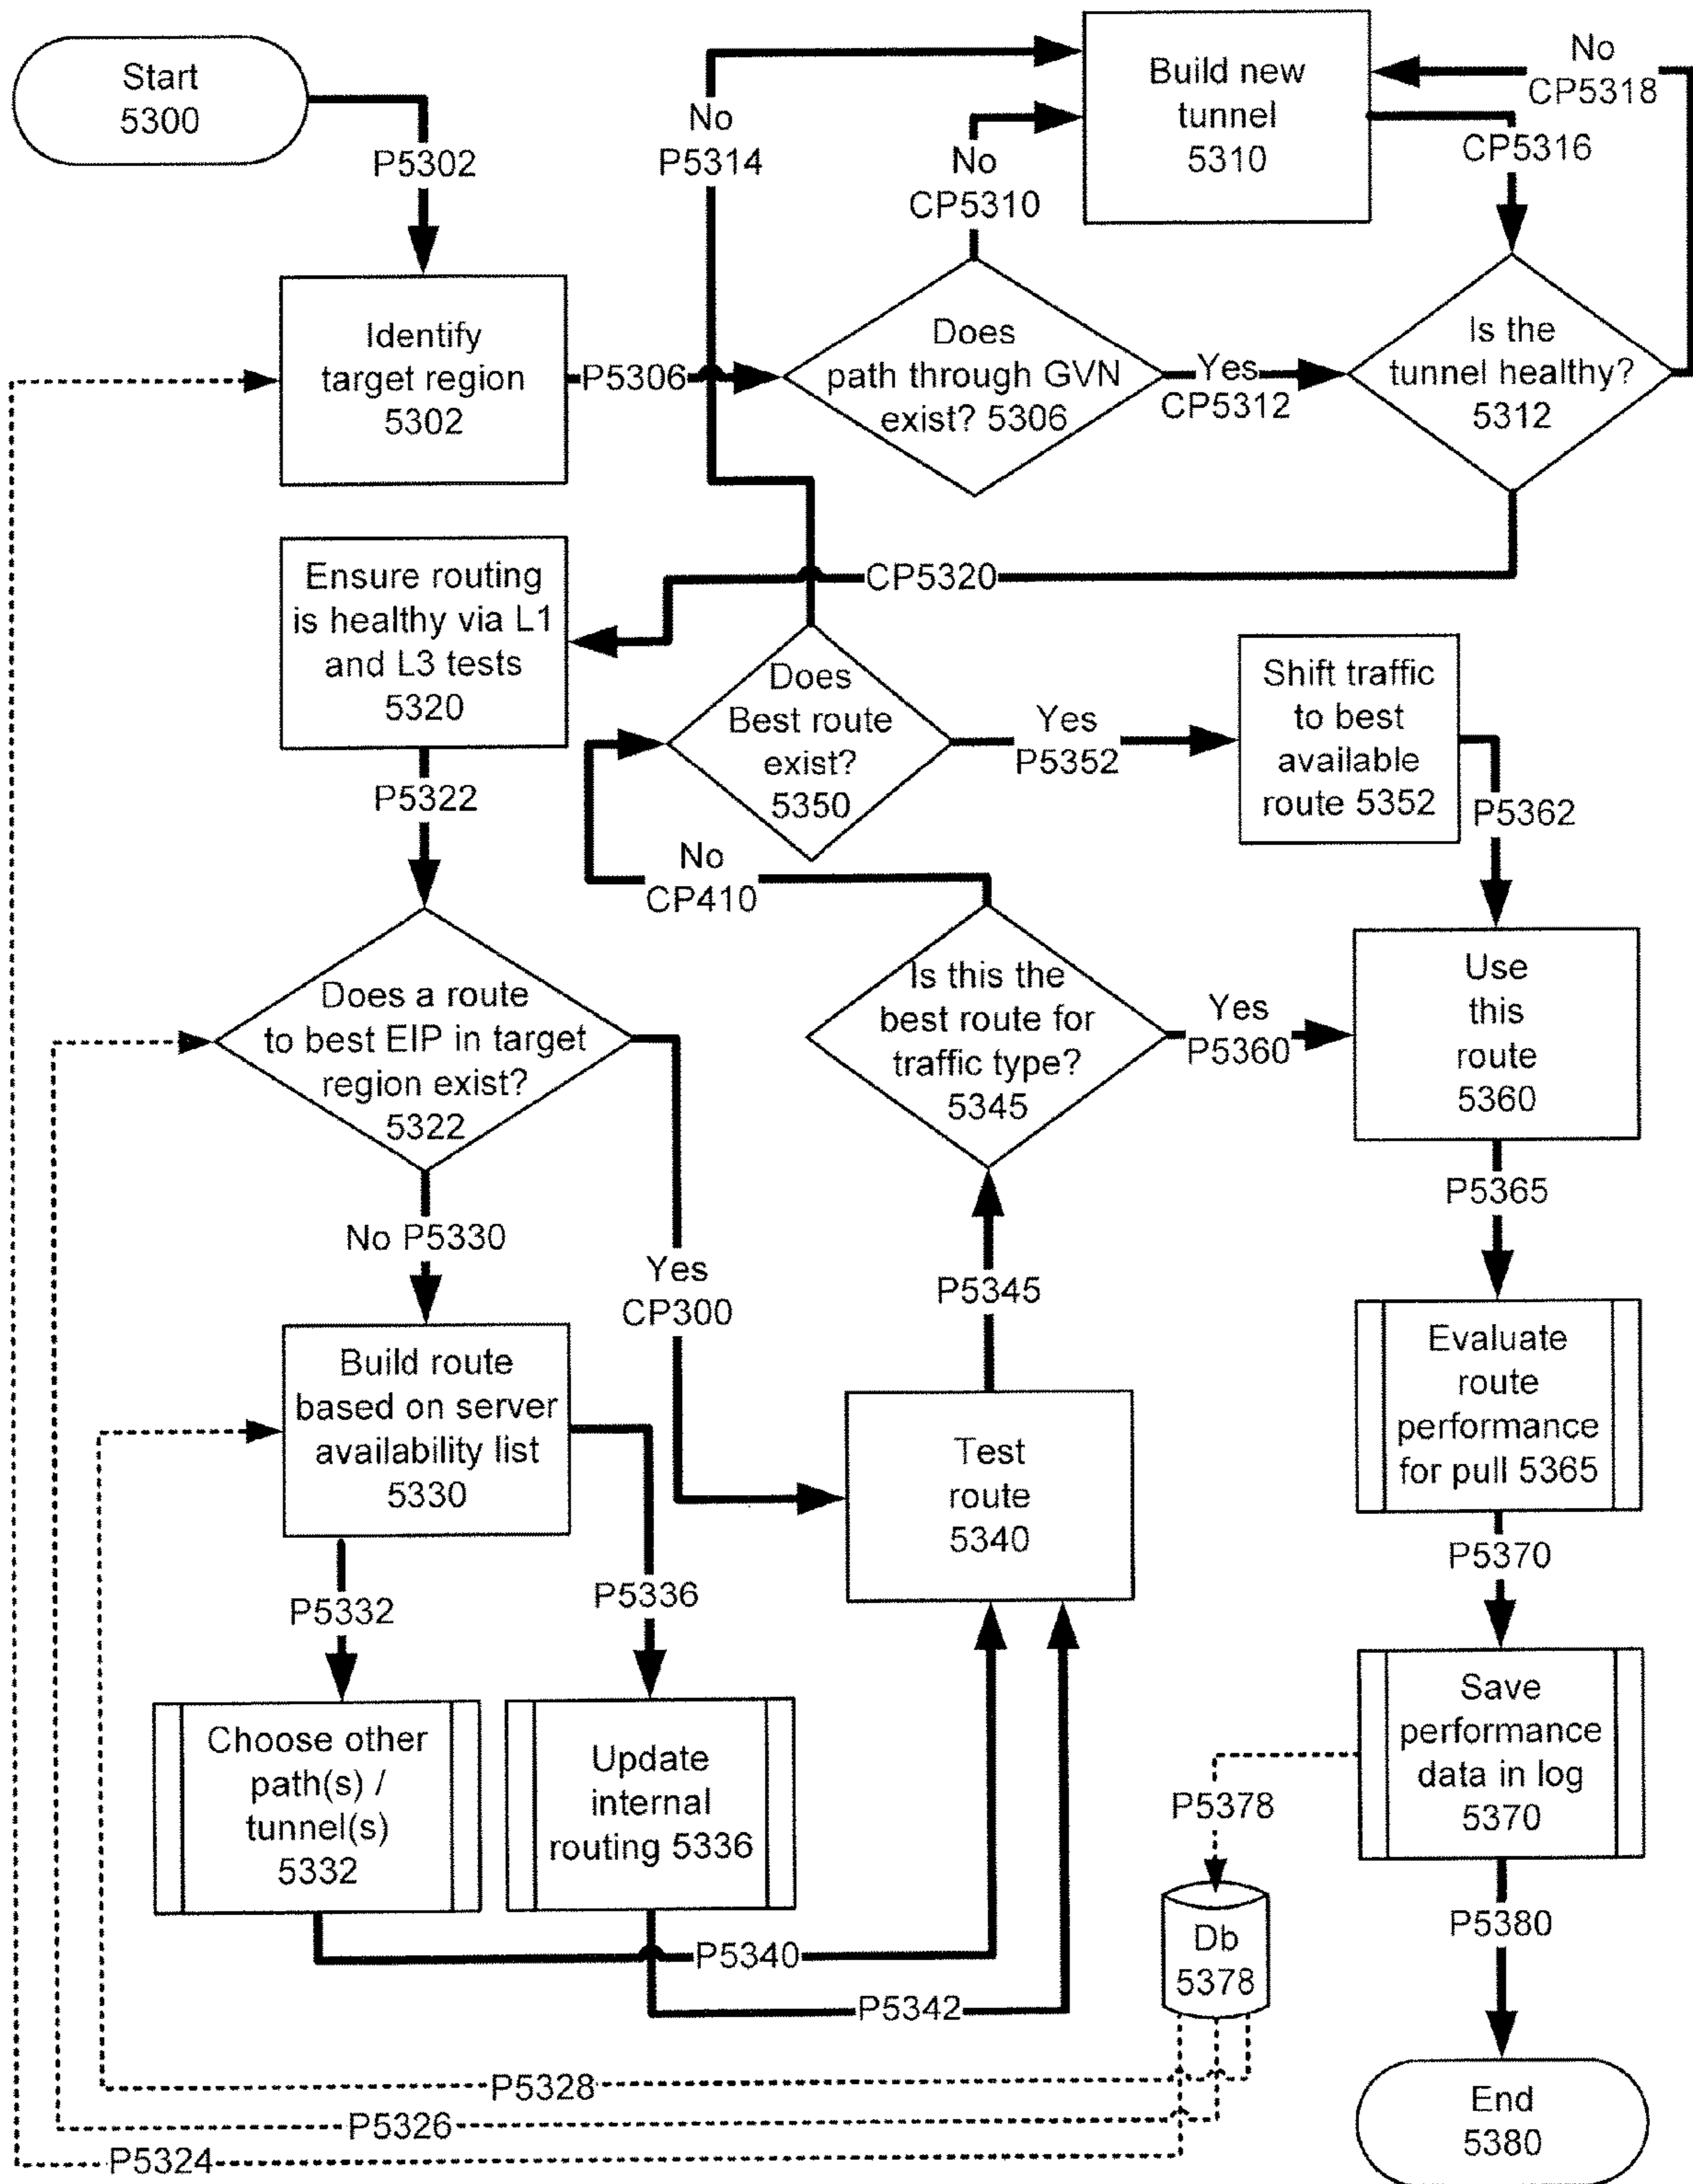 Start
5300
P5302
No
P5314
Build new
tunnel
5310
No
CP5318
CP5316
No
CP5310
Identify
target region
5302
P5306
Does
path through GVN
exist? 5306
Yes
CP5312
Is the
tunnel healthy?
5312
CP5320
Ensure routing
is healthy via L1
and L3 tests
5320
P5322
Does
Best route
exist?
5350
Yes
P5352
Shift traffic
to best
available
route 5352
P5362
No
CP410
Does a route
to best EIP in target
region exist?
5322
Is this the
best route for
traffic type?
5345
Yes
P5360
Use
this
route
5360
P5365
No P5330
Yes
CP300
P5345
Build route
based on server
availability list
5330
Test
route
5340
Evaluate
route
performance
for pull 5365
P5370
P5332
P5336
Choose other
path(s) /
tunnel(s)
5332
Update
internal
routing 5336
Save
performance
data in log
5370
P5378
P5340
P5342
Db
5378
P5380
P5328
P5326
P5324
End
5380